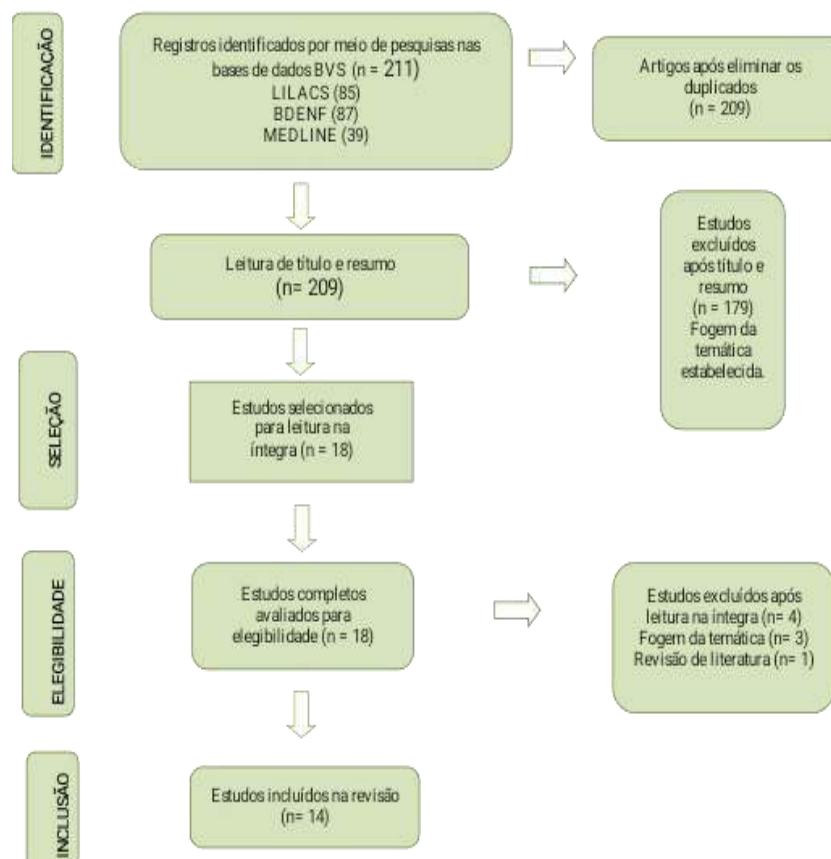 IDENTIFICAÇÃO
Registros identificados por meio de pesquisas nas
bases de dados BVS (n = 211)
LILACS (85)
BDENF (87)
MEDLINE (39)
Artigos após eliminar os
duplicados
(n = 209)
Leitura de título e resumo
(n= 209)
Estudos
excluídos
após título e
resumo
(n = 179)
Fogem da
temática
estabelecida.
SELEÇÃO
Estudos selecionados
para leitura na
íntegra (n = 18)
ELEGIBILIDADE
Estudos completos
avaliados para
elegibilidade (n = 18)
Estudos excluídos após
leitura na íntegra (n= 4)
Fogem da temática (n= 3)
Revisão de literatura (n= 1)
INCLUSÃO
Estudos incluídos na revisão
(n= 14)